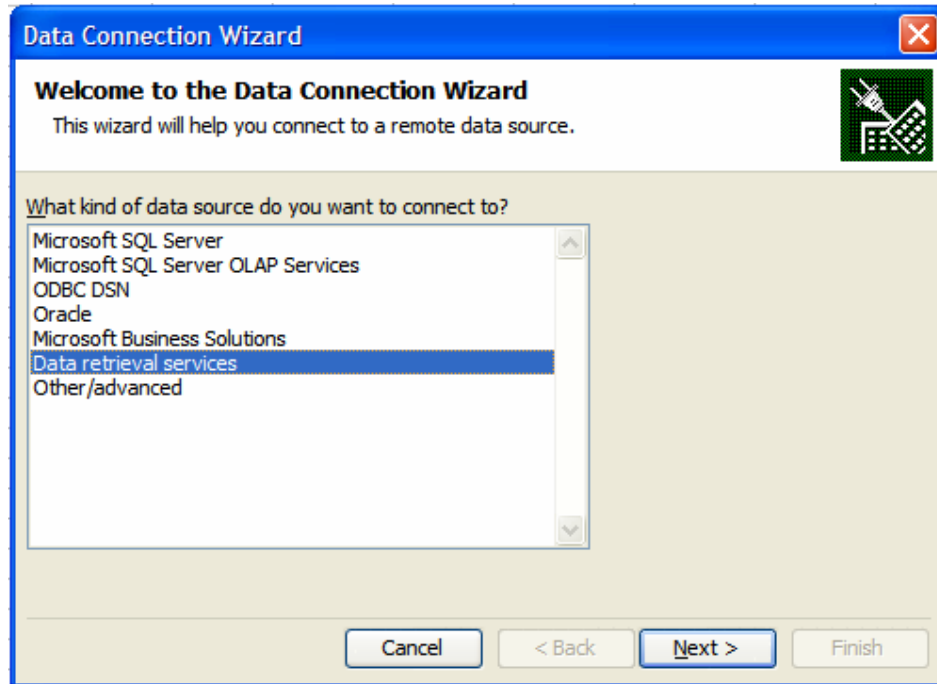 Data Connection Wizard
Welcome to the Data Connection Wizard
This wizard will help you connect to a remote data source.
What kind of data source do you want to connect to?
Microsoft SQL Server
Microsoft SQL Server OLAP Services
ODBC DSN
Oracle
Microsoft Business Solutions
Data retrieval services
Other/advanced
Cancel < Back Next > Finish